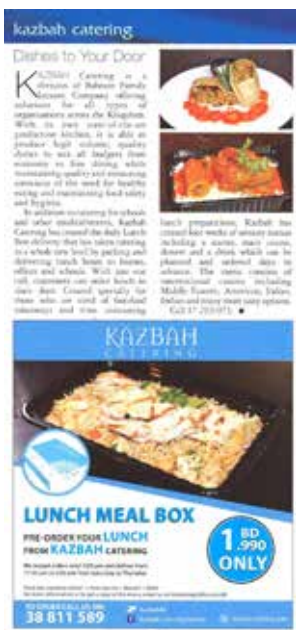 kazbah catering
Dishes to Your Door
KAZBAH Catering is a
division of
Company offering
solutions for all types of
organisations across the Kingdom.
With its own state-of-the-art
production kitchen, it is able to
produce high volume, quality
dishes to suit all budgets from
economy to fine dining while
maintaining quality and remaining
conscious of the need for healthy
eating and maintaining food safety
and hygiene.
In addition to catering for schools
and other establishments, Kazbah
Catering has created the daily Lunch
Box delivery that has taken catering
to a whole new level by packing and
delivering lunch boxes to homes,
offices and schools. With just one
call, customers can order lunch to
their door. Created specially for
those who are tired of fast-food
takeaways and time consuming
lunch preparations, Kazbah has
created four weeks of menus
including a starter, main course,
dessert and a drink which can be
planned and ordered days in
advance. The menu consists of
international cuisine including
Middle Eastern, American, Italian,
Indian and many more tasty options.
KAZBAH
CATERING
LUNCH MEAL BOX
PRE-ORDER YOUR LUNCH
FROM KAZBAH CATERING
1 BD
.990
ONLY
TO ORDER CALL US ON
38 811 589